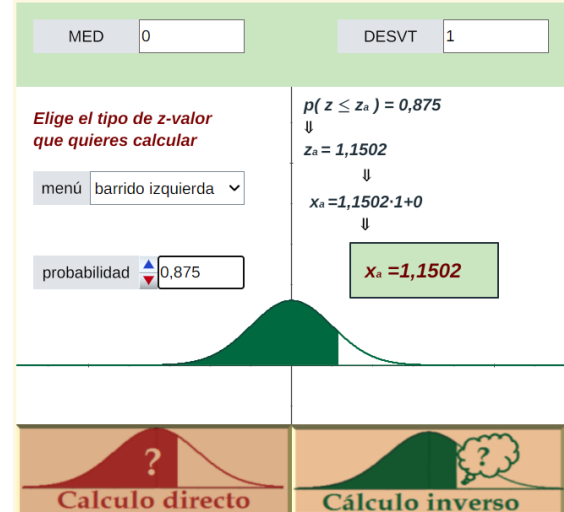 MED 0 DESVT 1
Elige el tipo de z-valor
que quieres calcular
menú barrido izquierda
probabilidad 0,875
p( z ≤ zₐ ) = 0,875
⇓
zₐ = 1,1502
⇓
xₐ =1,1502·1+0
⇓
xₐ =1,1502
?
Calculo directo
?
Cálculo inverso